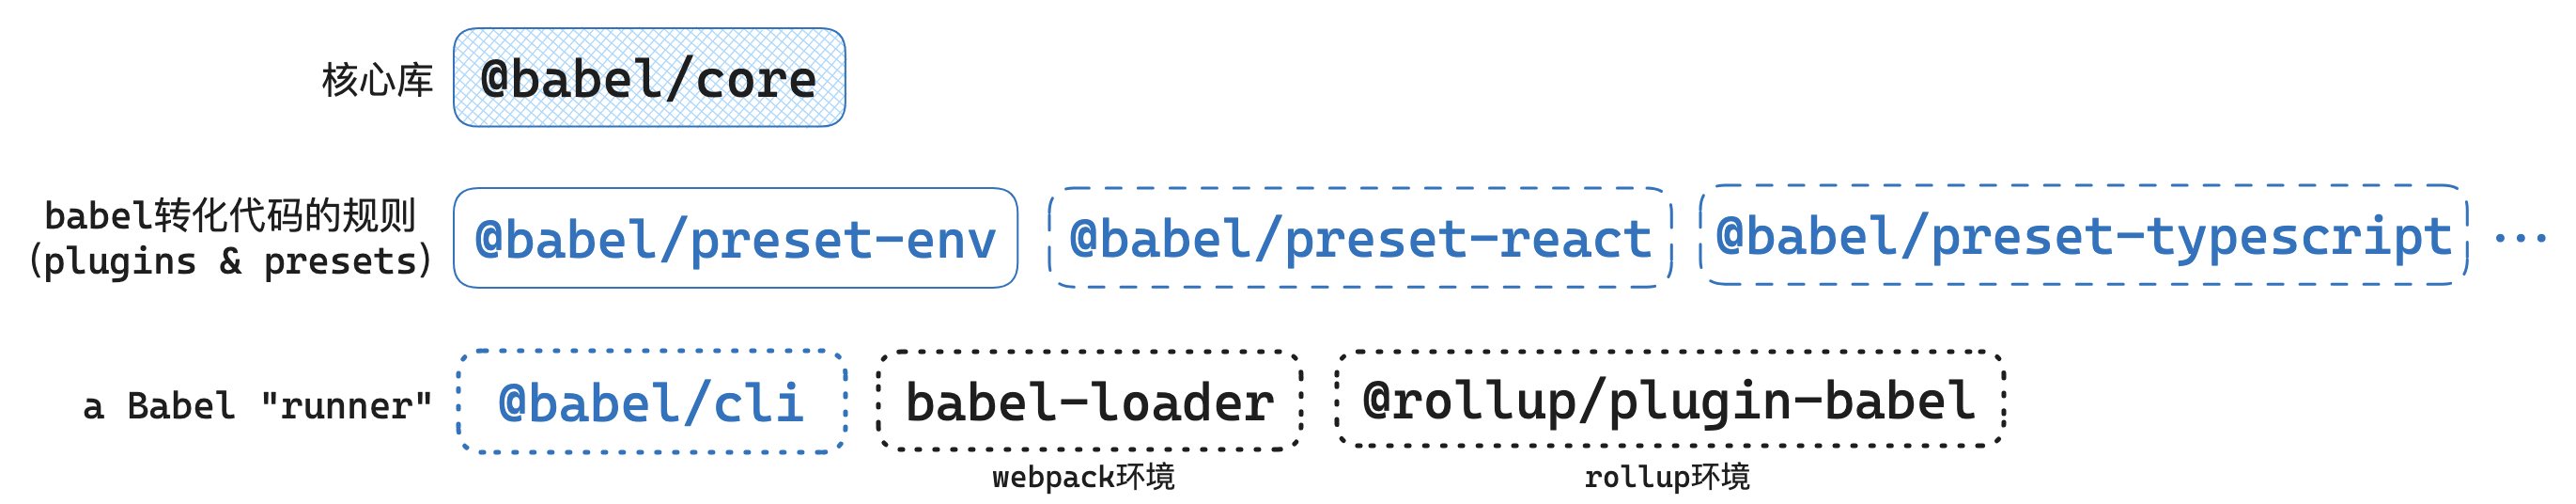 核心库 @babel/core
babel转化代码的规则
(plugins & presets) @babel/preset-env @babel/preset-react @babel/preset-typescript ...
a Babel "runner" @babel/cli babel-loader @rollup/plugin-babel
webpack环境 rollup环境